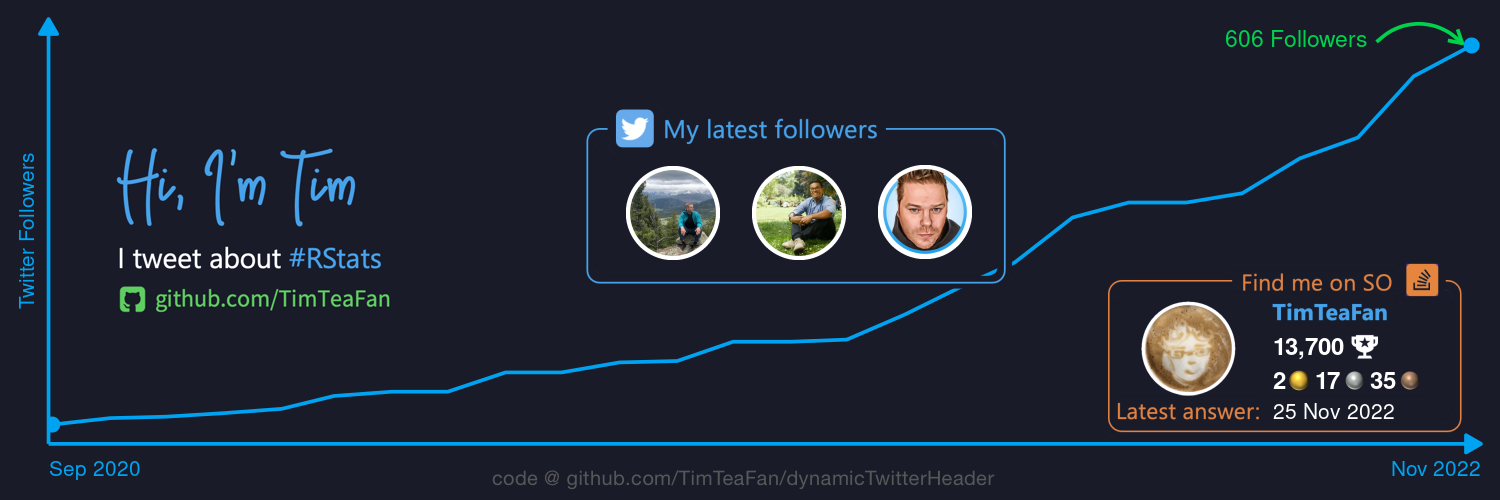 606 Followers
Twitter Followers
Hi, I'm Tim
I tweet about #RStats
github.com/TimTeaFan
My latest followers
Find me on SO
TimTeaFan
13,700
2 17 35
Latest answer: 25 Nov 2022
Sep 2020
Nov 2022
code @ github.com/TimTeaFan/dynamicTwitterHeader